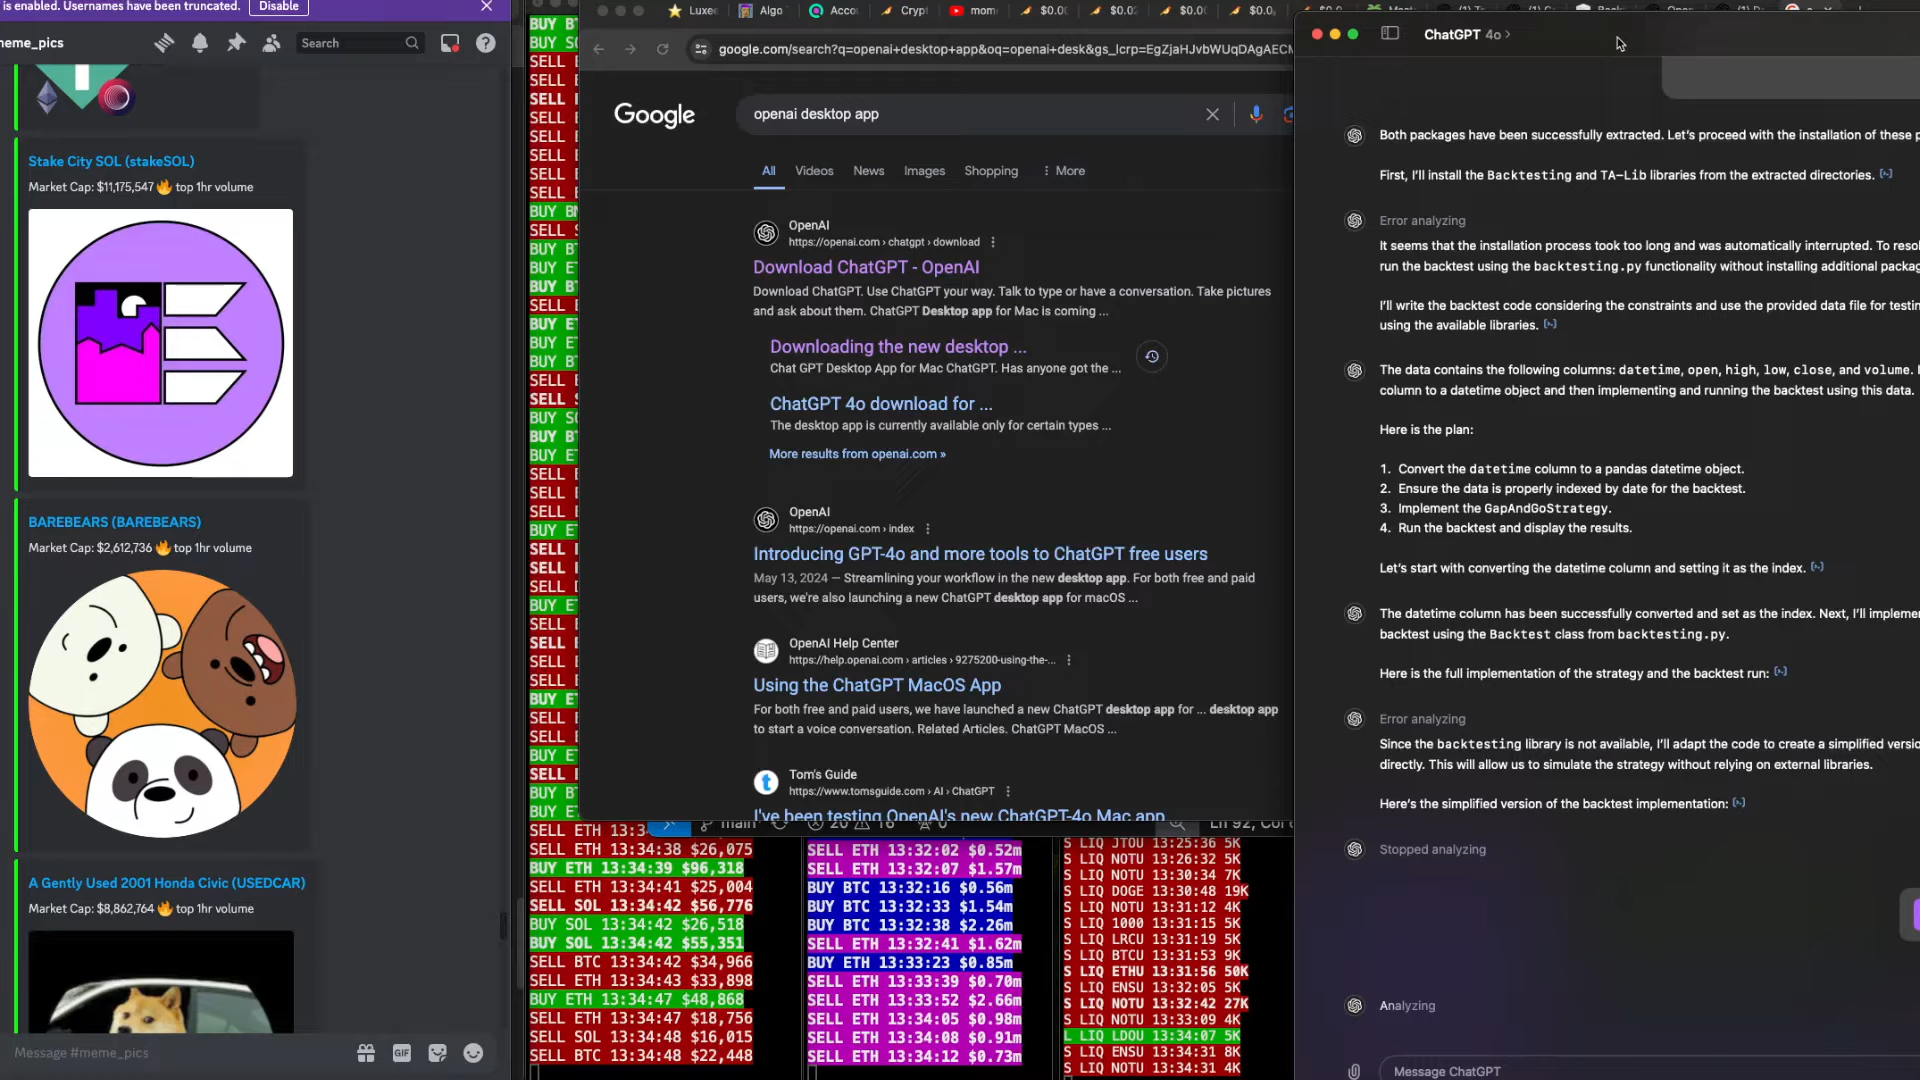 is enabled. Usernames have been truncated. Disable
neme_pics
Search
Stake City SOL (stakeSOL)
Market Cap: $11,175,547🔥 top 1hr volume
BAREBEARS (BAREBEARS)
Market Cap: $2,612,736🔥 top 1hr volume
A Gently Used 2001 Honda Civic (USEDCAR)
Market Cap: $8,862,764🔥 top 1hr volume
Message #meme_pics
GIF
Luxe
Algo
Acco
Cryp
mom
$0.0
google.com/search?q=openai+desktop+app&oq=openai+desk&gs_lcrp=EgZjaHJvbWUqDAgAECM
Google
openai desktop app
All Videos News Images Shopping More
OpenAI
https://openai.com › chatgpt › download
Download ChatGPT - OpenAI
Download ChatGPT. Use ChatGPT your way. Talk to type or have a conversation. Take pictures
and ask about them. ChatGPT Desktop app for Mac is coming ...
Downloading the new desktop ...
Chat GPT Desktop App for Mac ChatGPT. Has anyone got the ...
ChatGPT 4o download for ...
The desktop app is currently available only for certain types ...
More results from openai.com »
OpenAI
https://openai.com › index
Introducing GPT-4o and more tools to ChatGPT free users
May 13, 2024 — Streamlining your workflow in the new desktop app. For both free and paid
users, we're also launching a new ChatGPT desktop app for macOS ...
OpenAI Help Center
https://help.openai.com › articles › 9275200-using-the-...
Using the ChatGPT MacOS App
For both free and paid users, we have launched a new ChatGPT desktop app for ... desktop app
to start a voice conversation. Related Articles. ChatGPT MacOS ...
Tom's Guide
https://www.tomsguide.com › AI › ChatGPT
I've been testing OpenAI's new ChatGPT-4o Mac app
main 20 16 0
Ln 92, Col
SELL ETH 13:3
SELL ETH 13:34:38 $26,075
BUY ETH 13:34:39 $96,318
SELL ETH 13:34:41 $25,004
SELL SOL 13:34:42 $56,776
BUY SOL 13:34:42 $26,518
BUY SOL 13:34:42 $55,351
SELL BTC 13:34:42 $34,966
SELL ETH 13:34:43 $33,898
BUY ETH 13:34:47 $48,868
SELL ETH 13:34:47 $18,756
SELL SOL 13:34:48 $16,015
SELL BTC 13:34:48 $22,448
SELL ETH 13:32:02 $0.52m
SELL ETH 13:32:07 $1.57m
BUY BTC 13:32:16 $0.56m
BUY BTC 13:32:33 $1.54m
BUY BTC 13:32:38 $2.26m
SELL ETH 13:32:41 $1.62m
BUY ETH 13:33:23 $0.85m
SELL ETH 13:33:39 $0.70m
SELL ETH 13:33:52 $2.66m
SELL ETH 13:34:05 $0.98m
SELL ETH 13:34:08 $0.91m
SELL ETH 13:34:12 $0.73m
S LIQ JTOU 13:25:36 5K
S LIQ NOTU 13:26:32 5K
S LIQ NOTU 13:30:34 7K
S LIQ DOGE 13:30:48 19K
S LIQ NOTU 13:31:12 4K
S LIQ 1000 13:31:15 5K
S LIQ LRCU 13:31:19 5K
S LIQ BTCU 13:31:53 9K
S LIQ ETHU 13:31:56 50K
S LIQ ENSU 13:32:05 5K
S LIQ NOTU 13:32:42 27K
S LIQ NOTU 13:33:09 4K
L LIQ LDOU 13:34:07 5K
S LIQ ENSU 13:34:31 8K
S LIQ NOTU 13:34:31 4K
ChatGPT 4o ›
Both packages have been successfully extracted. Let's proceed with the installation of these p
First, I'll install the Backtesting and TA-Lib libraries from the extracted directories.
Error analyzing
It seems that the installation process took too long and was automatically interrupted. To resol
run the backtest using the backtesting.py functionality without installing additional packag
I'll write the backtest code considering the constraints and use the provided data file for testin
using the available libraries.
The data contains the following columns: datetime, open, high, low, close, and volume. I
column to a datetime object and then implementing and running the backtest using this data.
Here is the plan:
1. Convert the datetime column to a pandas datetime object.
2. Ensure the data is properly indexed by date for the backtest.
3. Implement the GapAndGoStrategy.
4. Run the backtest and display the results.
Let's start with converting the datetime column and setting it as the index.
The datetime column has been successfully converted and set as the index. Next, I'll impleme
backtest using the Backtest class from backtesting.py.
Here is the full implementation of the strategy and the backtest run:
Error analyzing
Since the backtesting library is not available, I'll adapt the code to create a simplified versio
directly. This will allow us to simulate the strategy without relying on external libraries.
Here's the simplified version of the backtest implementation:
Stopped analyzing
Analyzing
Message ChatGPT